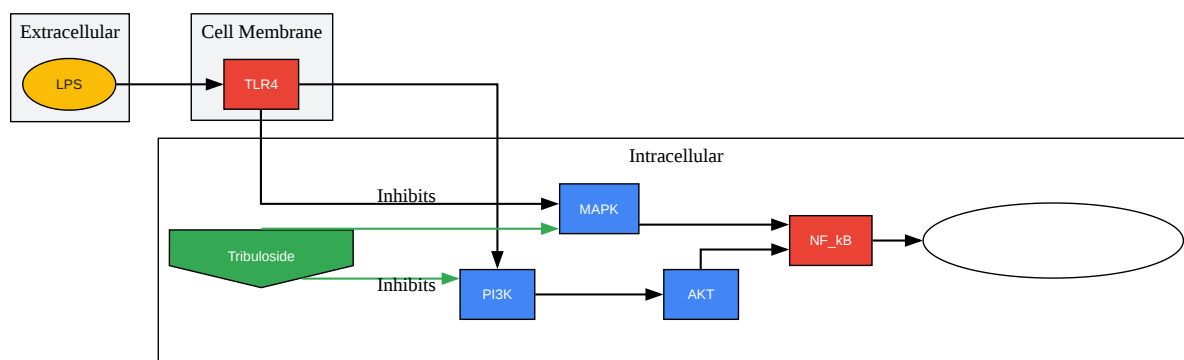 Extracellular
Cell Membrane
LPS
TLR4
Intracellular
Inhibits
MAPK
NF_kB
Tribuloside
Inhibits
PI3K
AKT